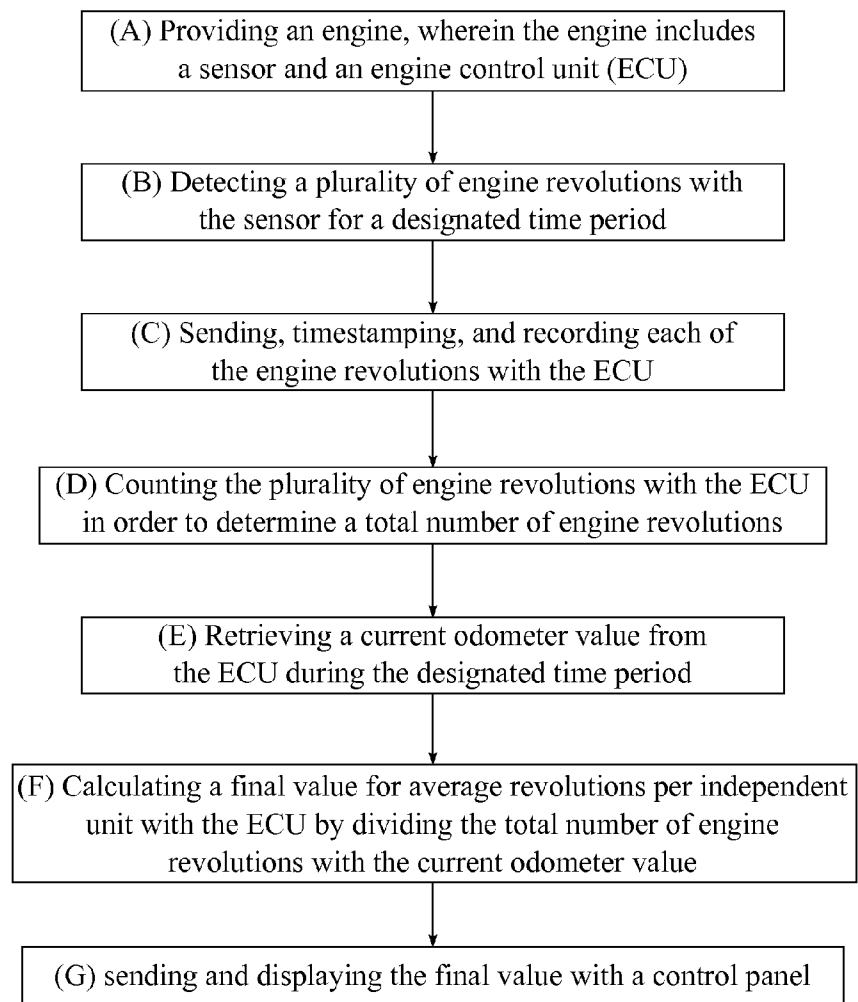 (A) Providing an engine, wherein the engine includes
a sensor and an engine control unit (ECU)
(B) Detecting a plurality of engine revolutions with
the sensor for a designated time period
(C) Sending, timestamping, and recording each of
the engine revolutions with the ECU
(D) Counting the plurality of engine revolutions with the ECU
in order to determine a total number of engine revolutions
(E) Retrieving a current odometer value from
the ECU during the designated time period
(F) Calculating a final value for average revolutions per independent
unit with the ECU by dividing the total number of engine
revolutions with the current odometer value
(G) sending and displaying the final value with a control panel